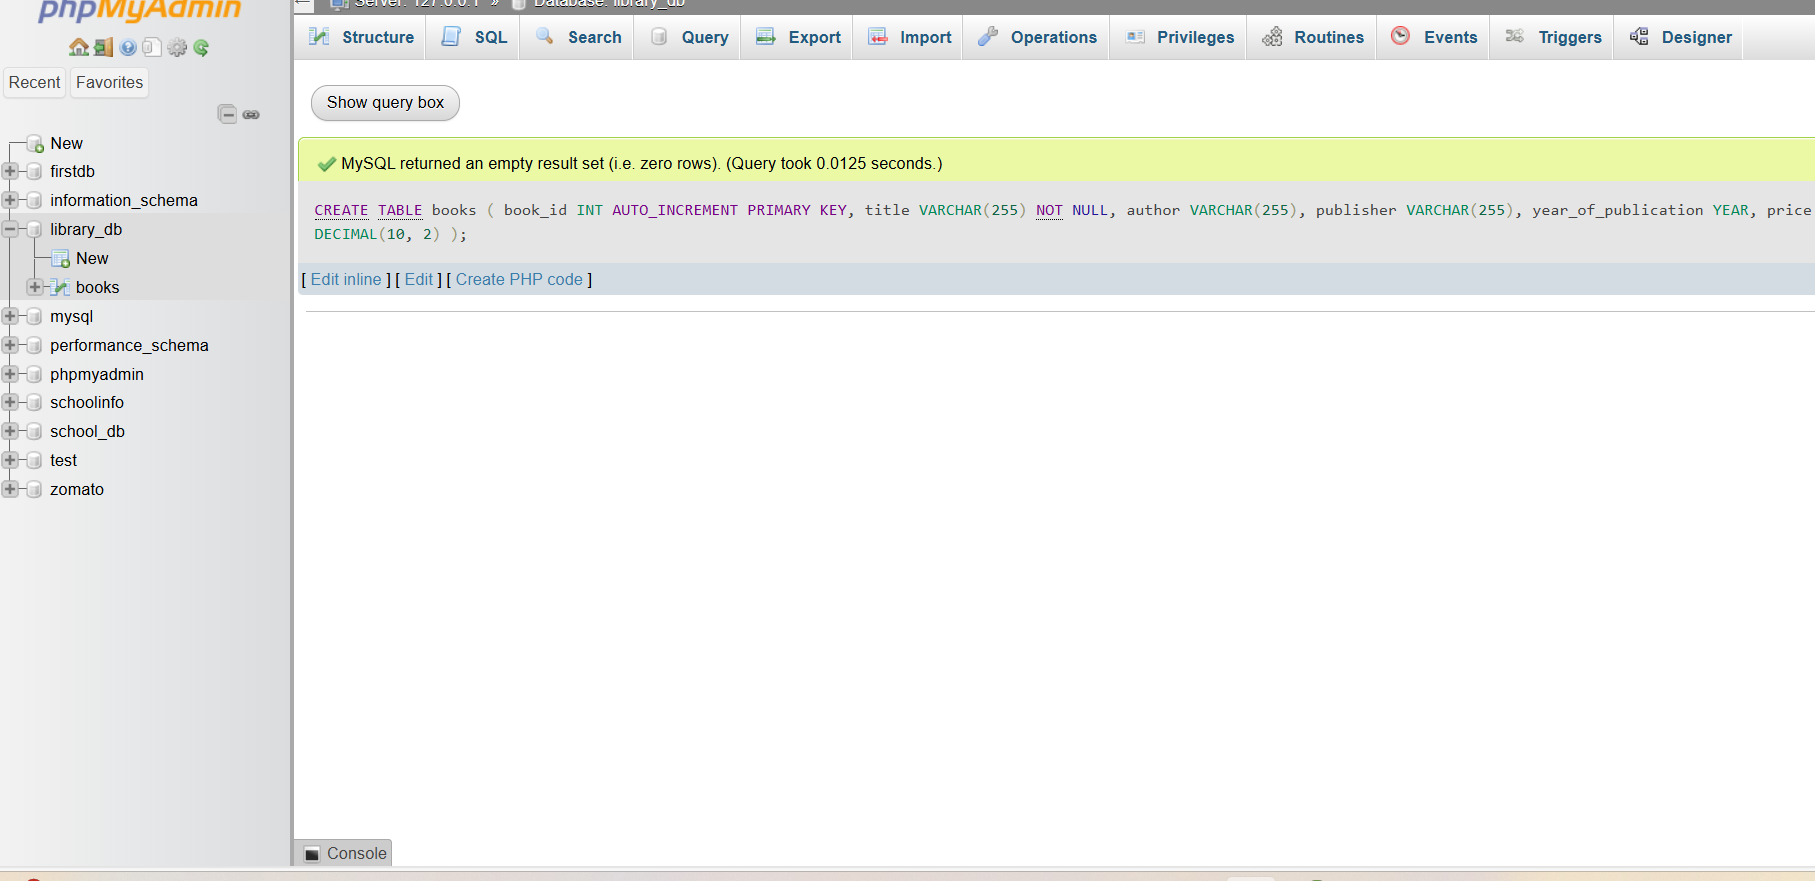 phpMyAdmin
Server: 127.0.0.1 » Database: library_db
Structure SQL Search Query Export Import Operations Privileges Routines Events Triggers Designer
Recent Favorites
Show query box
New
firstdb
information_schema
library_db
New
books
mysql
performance_schema
phpmyadmin
schoolinfo
school_db
test
zomato
MySQL returned an empty result set (i.e. zero rows). (Query took 0.0125 seconds.)
CREATE TABLE books ( book_id INT AUTO_INCREMENT PRIMARY KEY, title VARCHAR(255) NOT NULL, author VARCHAR(255), publisher VARCHAR(255), year_of_publication YEAR, price
DECIMAL(10, 2) );
[ Edit inline ] [ Edit ] [ Create PHP code ]
Console